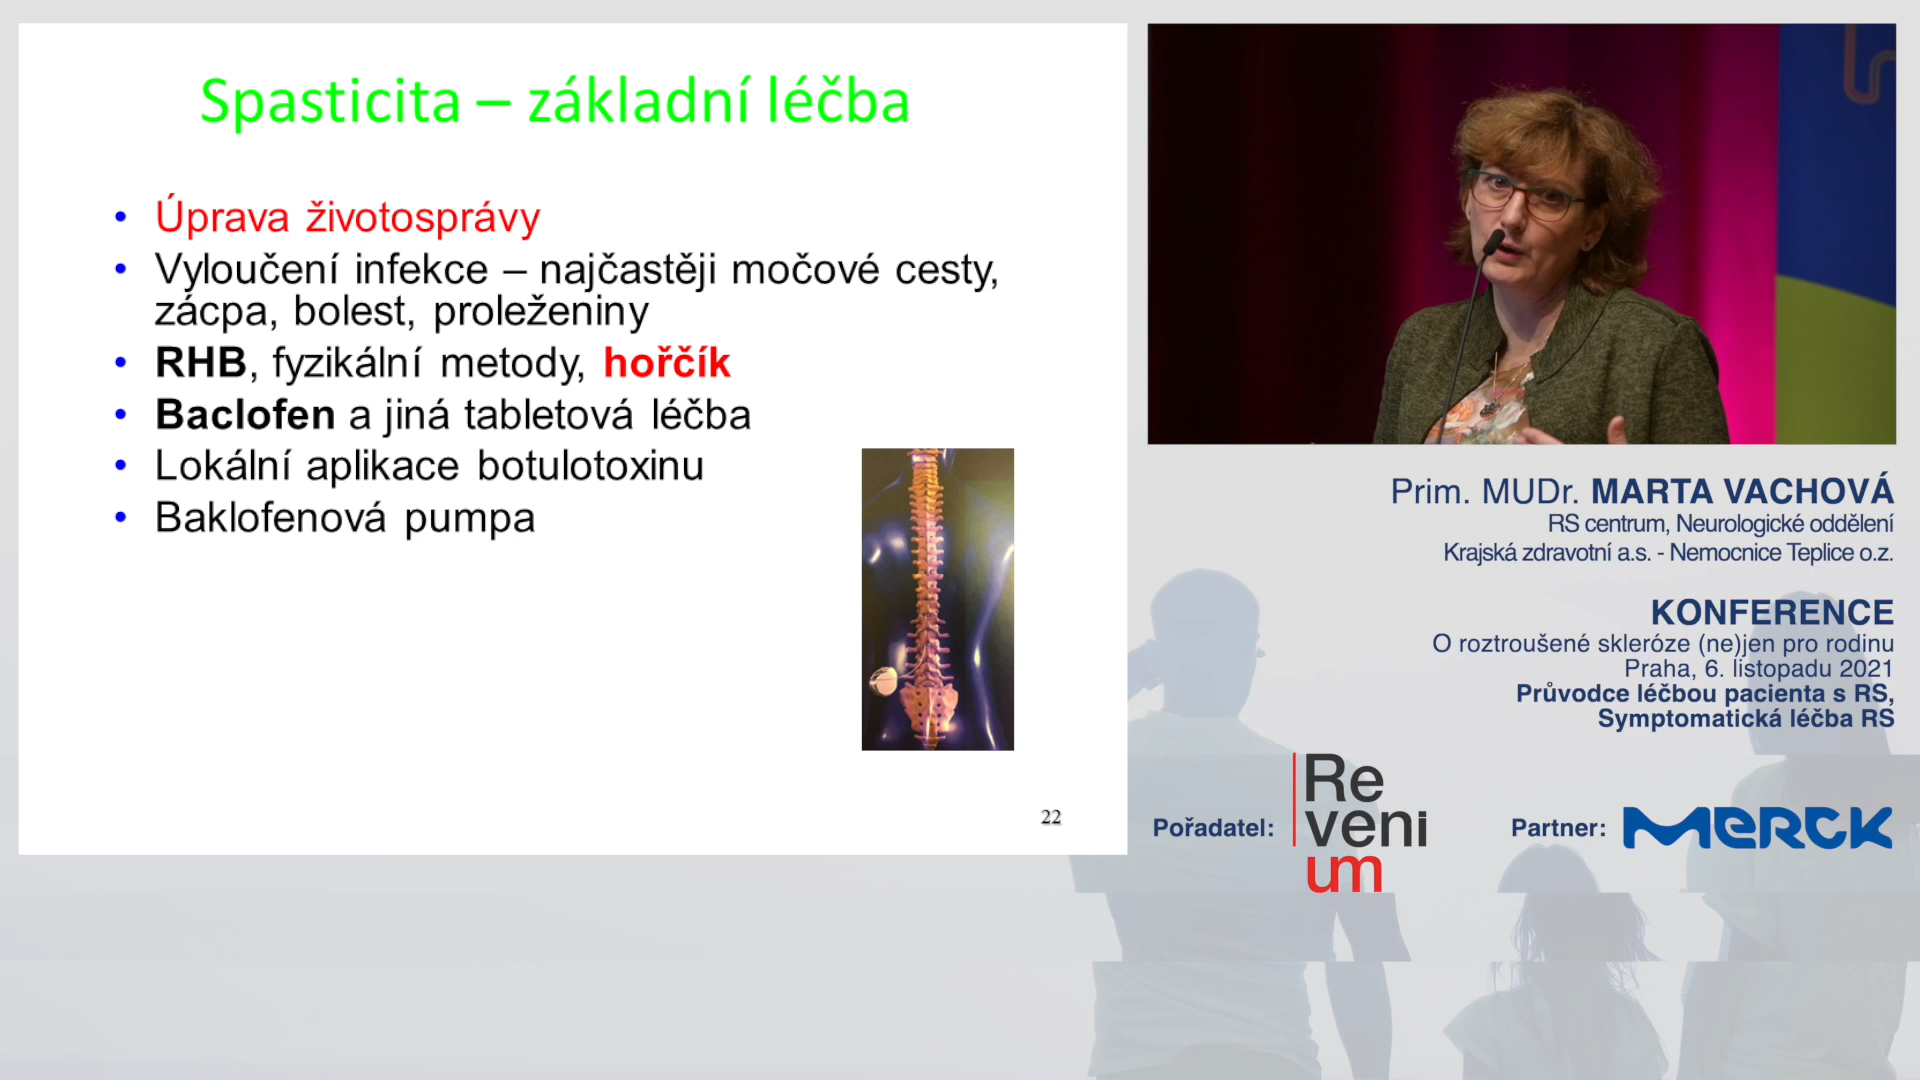 Spasticita – základní léčba
• Úprava životosprávy
• Vyloučení infekce – najčastěji močové cesty,
zácpa, bolest, proleženiny
• RHB, fyzikální metody, hořčík
• Baclofen a jiná tabletová léčba
• Lokální aplikace botulotoxinu
• Baklofenová pumpa
22
Prim. MUDr. MARTA VACHOVÁ
RS centrum, Neurologické oddělení
Krajská zdravotní a.s. - Nemocnice Teplice o.z.
KONFERENCE
O roztroušené skleróze (ne)jen pro rodinu
Praha, 6. listopadu 2021
Průvodce léčbou pacienta s RS,
Symptomatická léčba RS
Pořadatel:
Re
veni
um
Partner:
MERCK